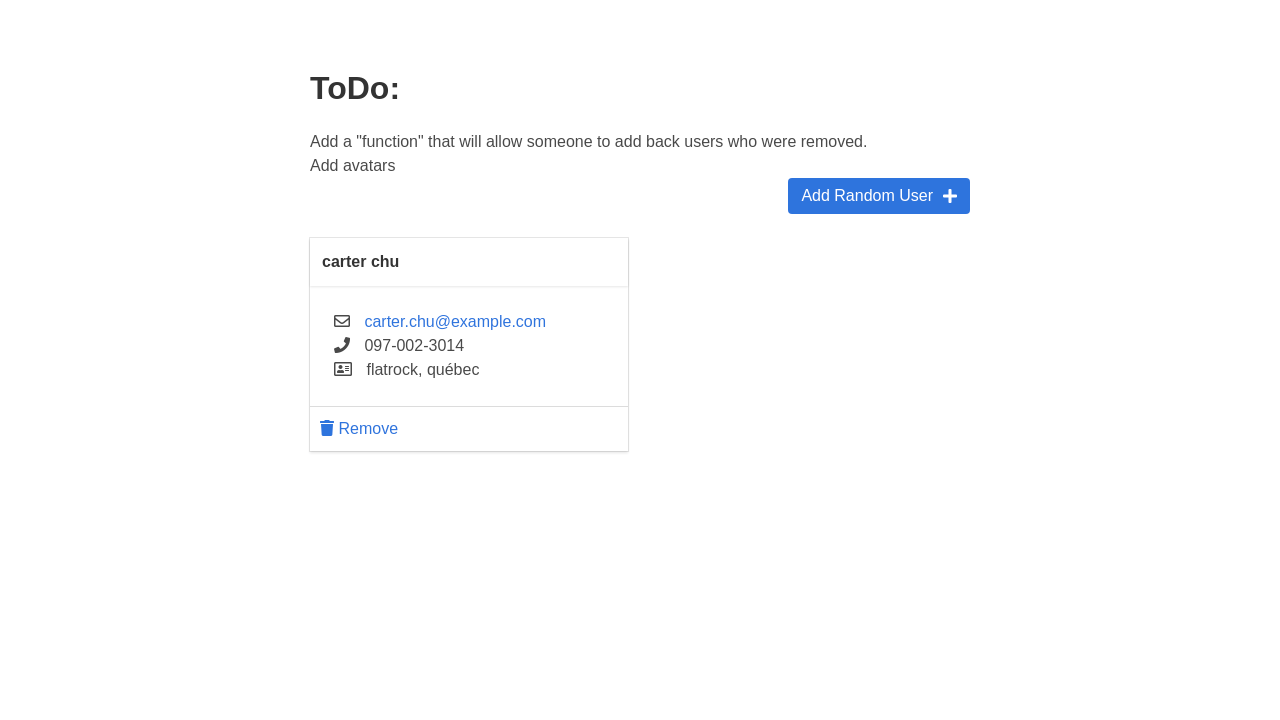 ToDo:
Add a "function" that will allow someone to add back users who were removed.
Add avatars
Add Random User
carter chu
carter.chu@example.com
097-002-3014
flatrock, québec
Remove